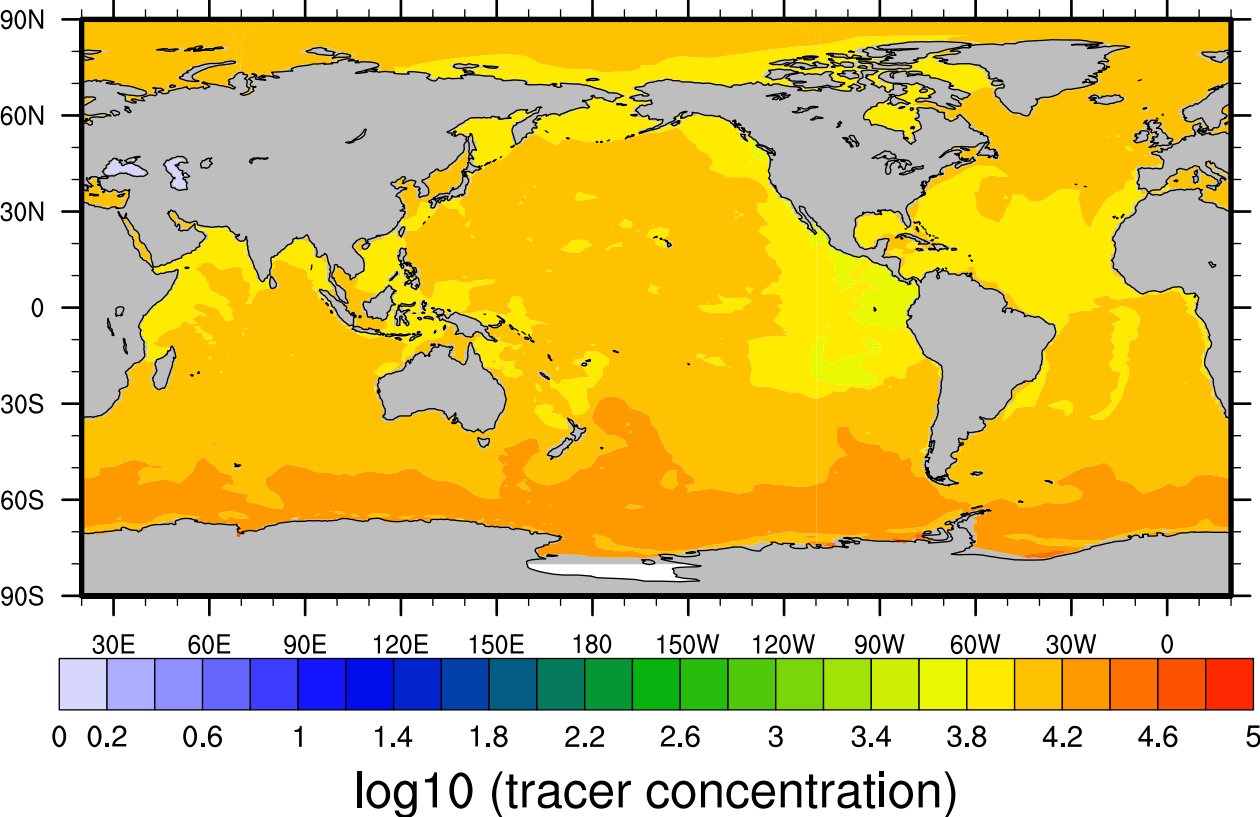 90N
60N
30N
0
30S
60S
90S
30E 60E 90E 120E 150E 180 150W 120W 90W 60W 30W 0
0 0.2 0.6 1 1.4 1.8 2.2 2.6 3 3.4 3.8 4.2 4.6 5
log10 (tracer concentration)